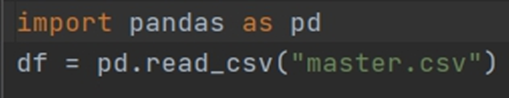 import pandas as pd
df = pd.read_csv("master.csv")